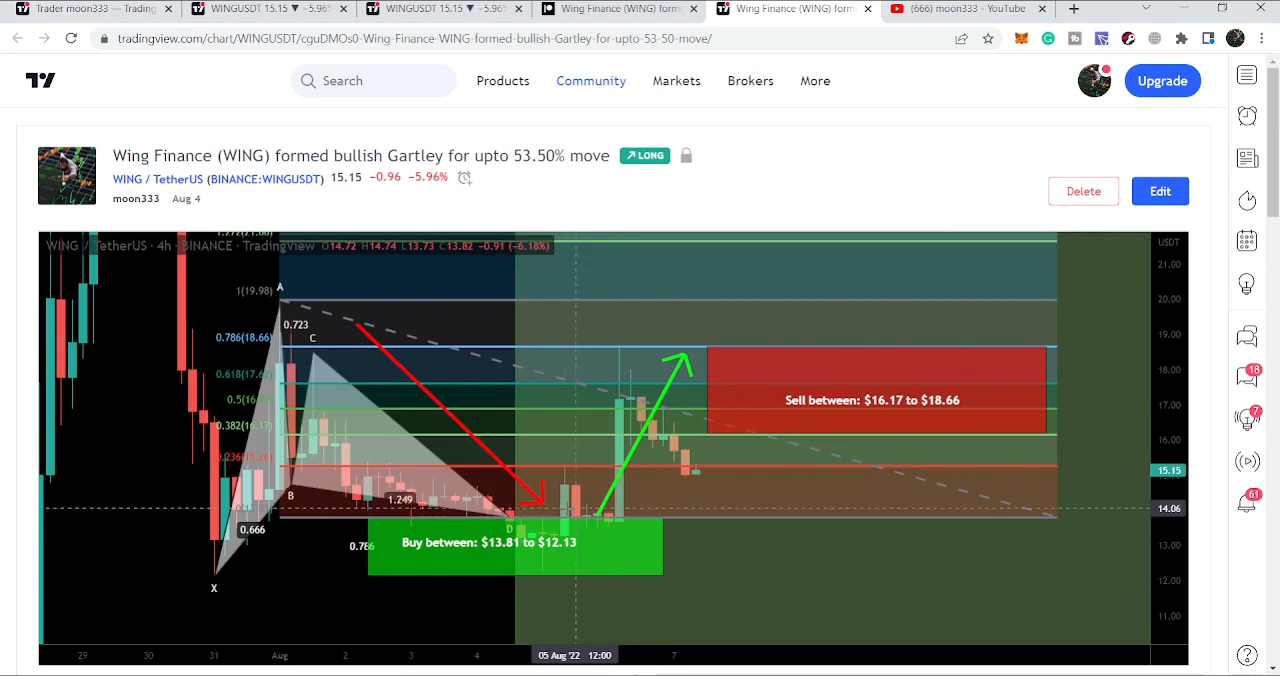 Trader moon333 — Trading
WINGUSDT 15.15 ▼ −5.96%
WINGUSDT 15.15 ▼ −5.96%
Wing Finance (WING) form
Wing Finance (WING) form
(666) moon333 - YouTube
tradingview.com/chart/WINGUSDT/cquDMOs0-Wing-Finance-WING-formed-bullish-Gartley-for-upto-53-50-move/
Search
Products
Community
Markets
Brokers
More
Upgrade
Wing Finance (WING) formed bullish Gartley for upto 53.50% move
LONG
WING / TetherUS (BINANCE:WINGUSDT) 15.15 −0.96 −5.96%
moon333 Aug 4
Delete
Edit
WING / TetherUS · 4h · BINANCE · TradingView O14.72 H14.74 L13.73 C13.82 −0.91 (−6.18%)
USDT
21.00
1(19.98)
A
20.00
0.723
C
0.786(18.66)
19.00
0.618(17.67)
18.00
Sell between: $16.17 to $18.66
17.00
0.382(16.17)
16.00
0.236(15.26)
15.15
B
1.249
14.06
0.666
D
Buy between: $13.81 to $12.13
0.786
13.00
X
12.00
11.00
29
30
31
Aug
2
3
4
05 Aug '22 12:00
7
18
7
61